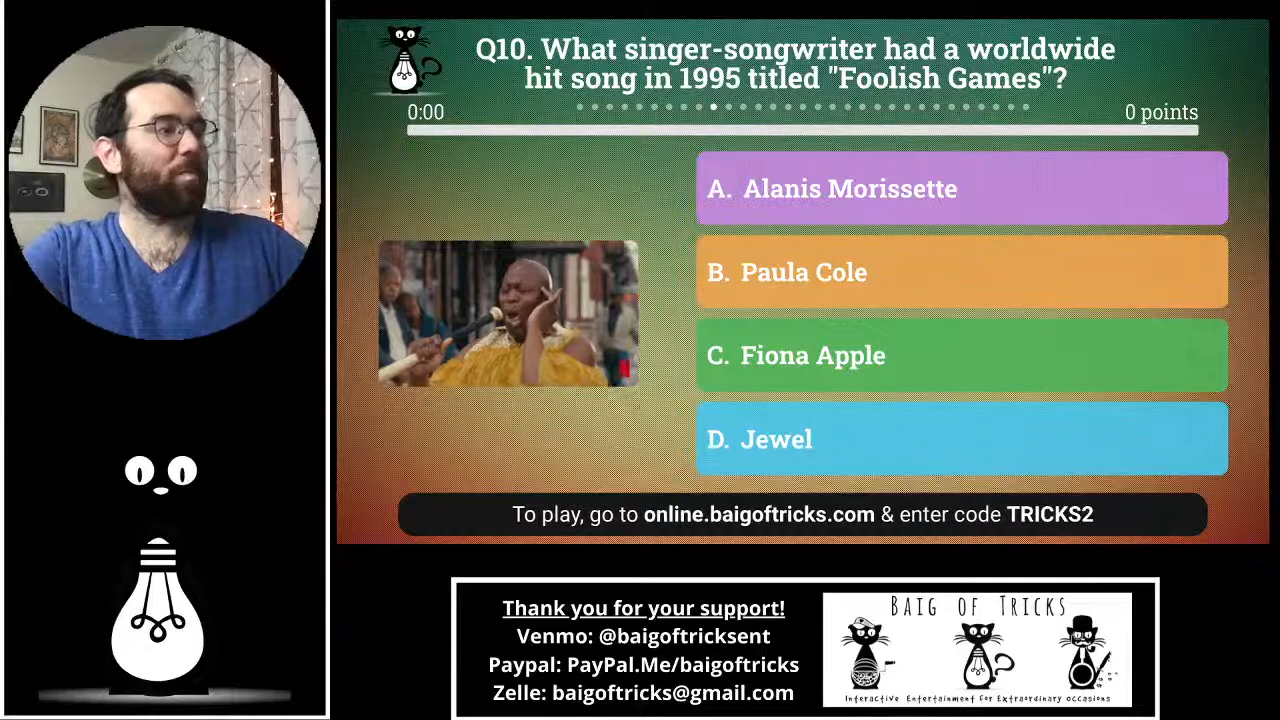 Q10. What singer-songwriter had a worldwide
hit song in 1995 titled "Foolish Games"?
0:00
0 points
A. Alanis Morissette
B. Paula Cole
C. Fiona Apple
D. Jewel
To play, go to online.baigoftricks.com & enter code TRICKS2
Thank you for your support!
Venmo: @baigoftricksent
Paypal: PayPal.Me/baigoftricks
Zelle: baigoftricks@gmail.com
BAIG OF TRICKS
Interactive Entertainment for Extraordinary occasions